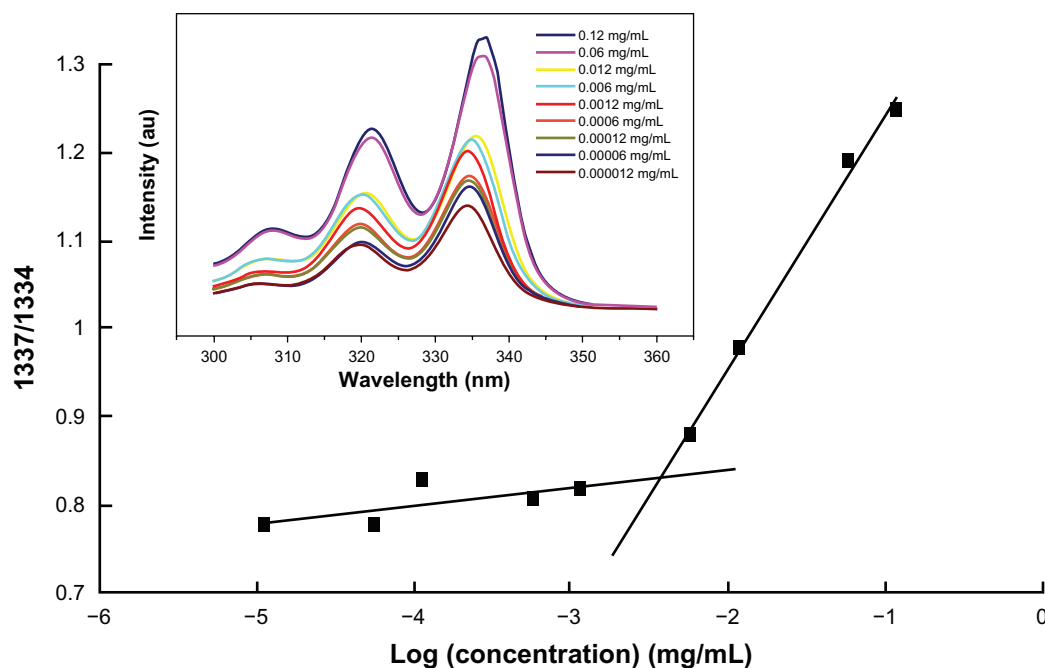 0.12 mg/mL
0.06 mg/mL
0.012 mg/mL
0.006 mg/mL
0.0012 mg/mL
0.0006 mg/mL
0.00012 mg/mL
0.00006 mg/mL
0.000012 mg/mL
Intensity (au)
300 310 320 330 340 350 360
Wavelength (nm)
1337/1334
1.3
1.2
1.1
1
0.9
0.8
0.7
−6 −5 −4 −3 −2 −1 0
Log (concentration) (mg/mL)